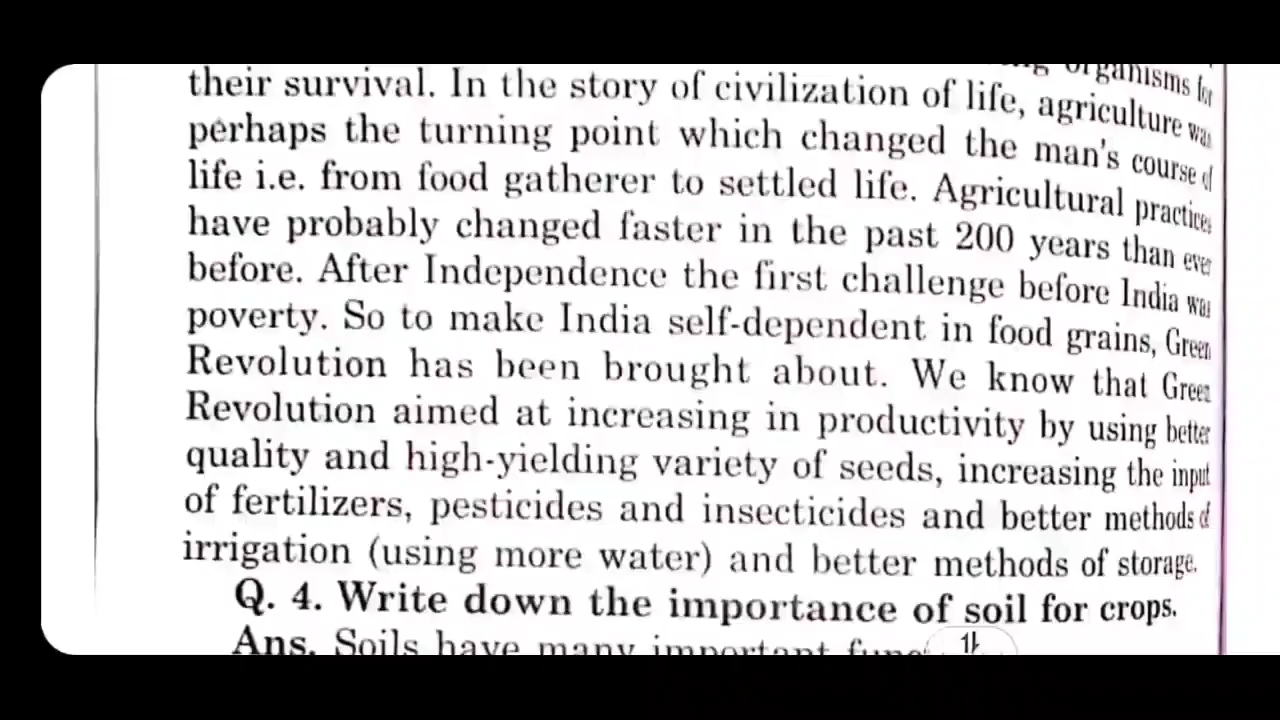 organisms for
their survival. In the story of civilization of life, agriculture was
perhaps the turning point which changed the man's course of
life i.e. from food gatherer to settled life. Agricultural practices
have probably changed faster in the past 200 years than ever
before. After Independence the first challenge before India was
poverty. So to make India self-dependent in food grains, Green
Revolution has been brought about. We know that Green
Revolution aimed at increasing in productivity by using better
quality and high-yielding variety of seeds, increasing the input
of fertilizers, pesticides and insecticides and better methods of
irrigation (using more water) and better methods of storage.
Q. 4. Write down the importance of soil for crops.
Ans. Soils have many important